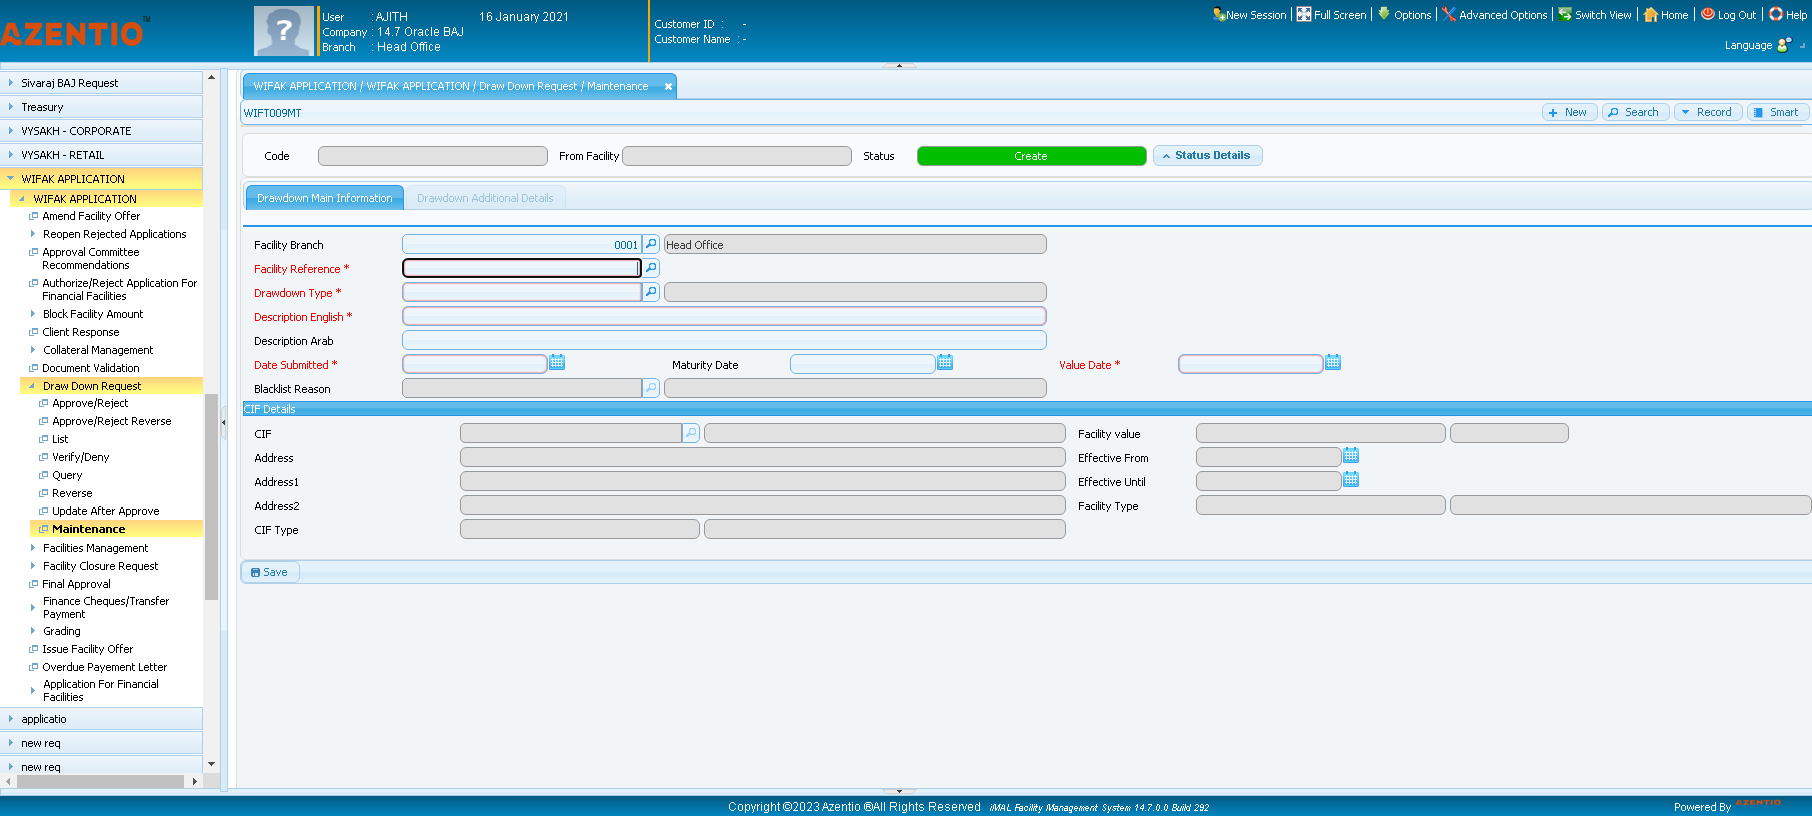 AZENTIO™
User : AJITH 16 January 2021
Company : 14.7 Oracle BAJ
Branch : Head Office
Customer ID : -
Customer Name : -
New Session Full Screen Options Advanced Options Switch View Home Log Out Help
Language
Sivaraj BAJ Request
Treasury
VYSAKH - CORPORATE
VYSAKH - RETAIL
WIFAK APPLICATION
WIFAK APPLICATION
Amend Facility Offer
Reopen Rejected Applications
Approval Committee
Recommendations
Authorize/Reject Application For
Financial Facilities
Block Facility Amount
Client Response
Collateral Management
Document Validation
Draw Down Request
Approve/Reject
Approve/Reject Reverse
List
Verify/Deny
Query
Reverse
Update After Approve
Maintenance
Facilities Management
Facility Closure Request
Final Approval
Finance Cheques/Transfer
Payment
Grading
Issue Facility Offer
Overdue Payement Letter
Application For Financial
Facilities
applicatio
new req
new req
WIFAK APPLICATION / WIFAK APPLICATION / Draw Down Request / Maintenance
WIFT009MT
New Search Record Smart
Code From Facility Status Create Status Details
Drawdown Main Information Drawdown Additional Details
Facility Branch 0001 Head Office
Facility Reference *
Drawdown Type *
Description English *
Description Arab
Date Submitted * Maturity Date Value Date *
Blacklist Reason
CIF Details
CIF Facility value
Address Effective From
Address1 Effective Until
Address2 Facility Type
CIF Type
Save
Copyright ©2023 Azentio ®All Rights Reserved iMAL Facility Management System 14.7.0.0 Build 292
Powered By AZENTIO